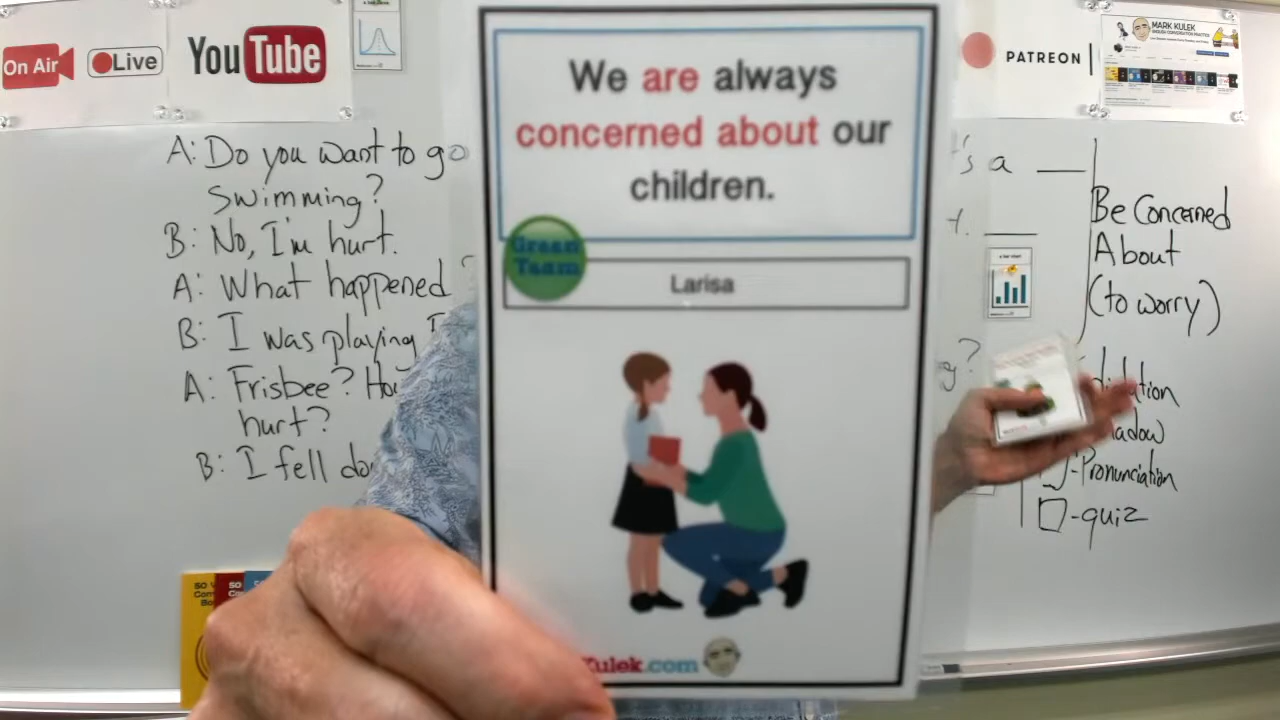 On Air
Live
YouTube
PATREON
MARK KULEK
A: Do you want to go
swimming?
B: No, I'm hurt.
A: What happened
B: I was playing
A: Frisbee?
hurt?
B: I fell
We are always
concerned about our
children.
Green
Team
Larisa
Kulek.com
a
Be Concerned
About
(to worry)
-Pronunciation
-quiz